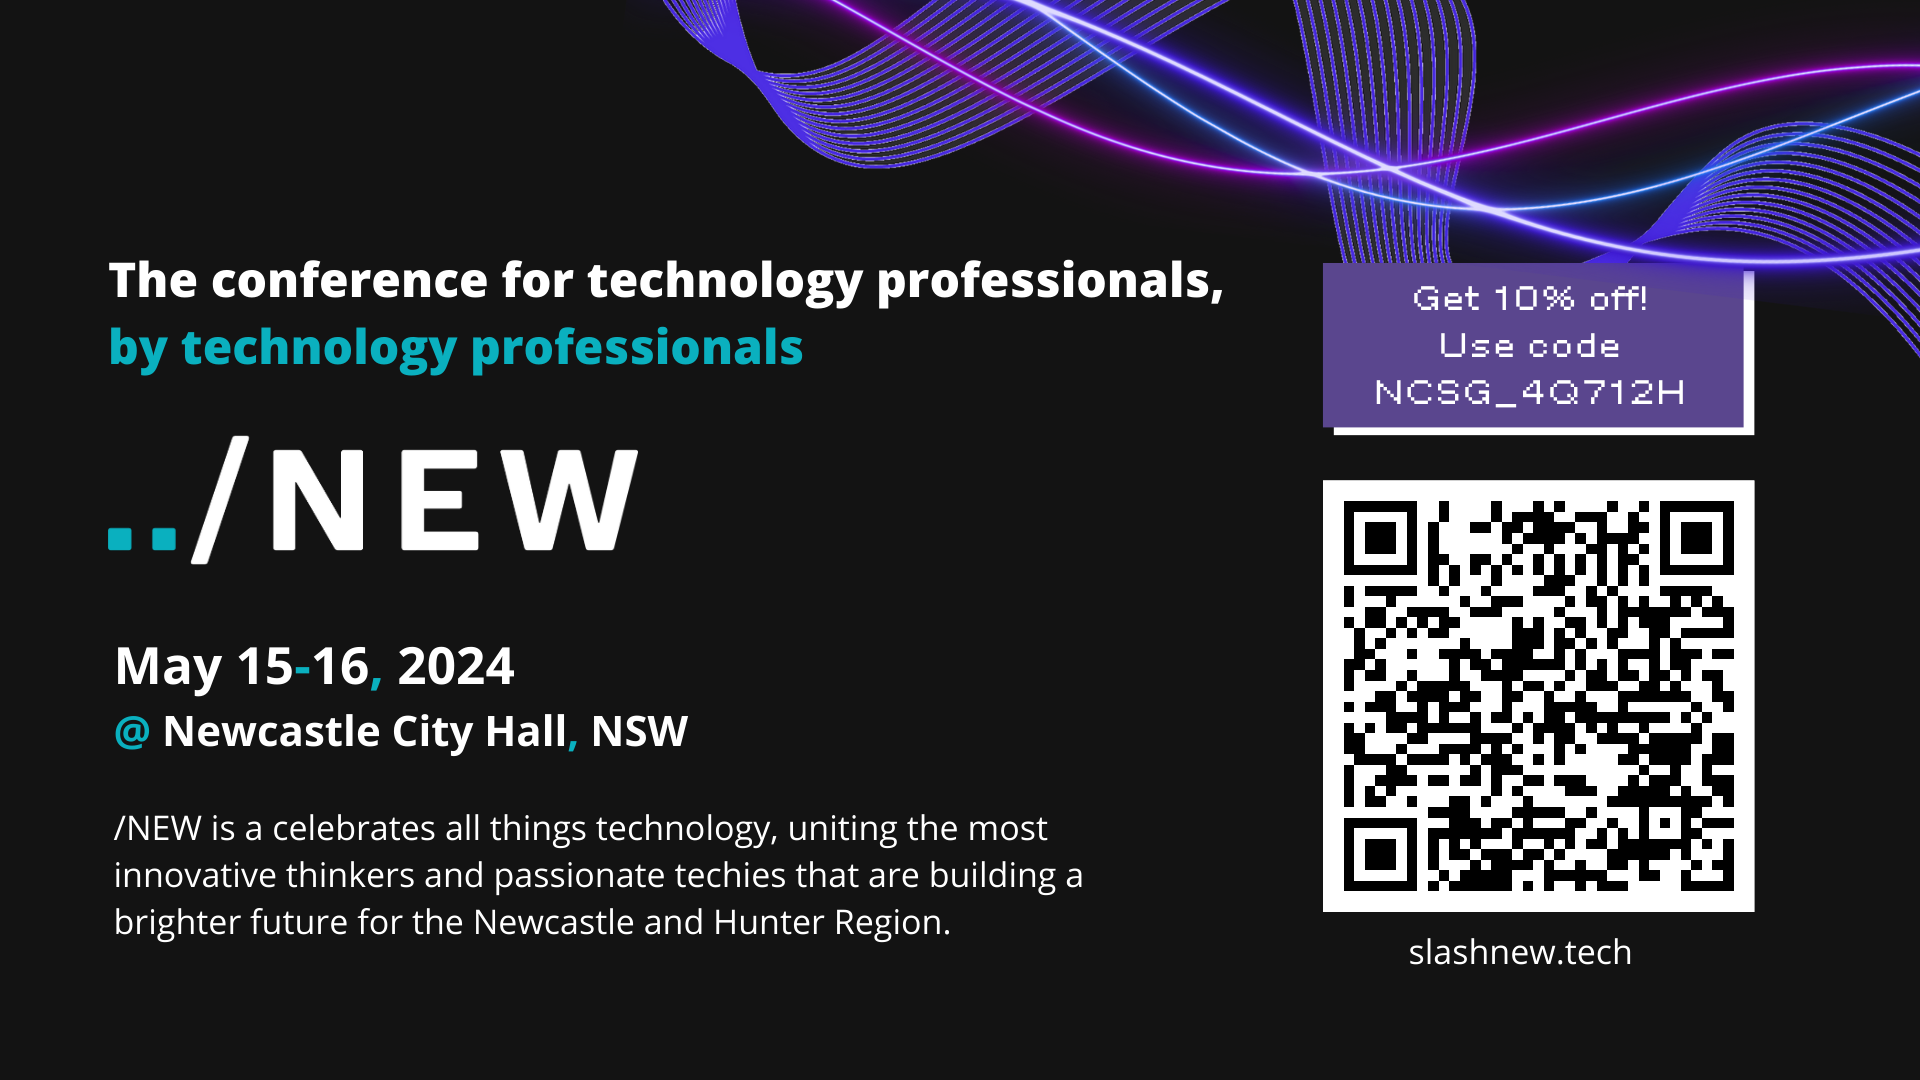 The conference for technology professionals,
by technology professionals
../NEW
May 15-16, 2024
@ Newcastle City Hall, NSW
/NEW is a celebrates all things technology, uniting the most
innovative thinkers and passionate techies that are building a
brighter future for the Newcastle and Hunter Region.
Get 10% off!
Use code
NCSG_4Q712H
slashnew.tech